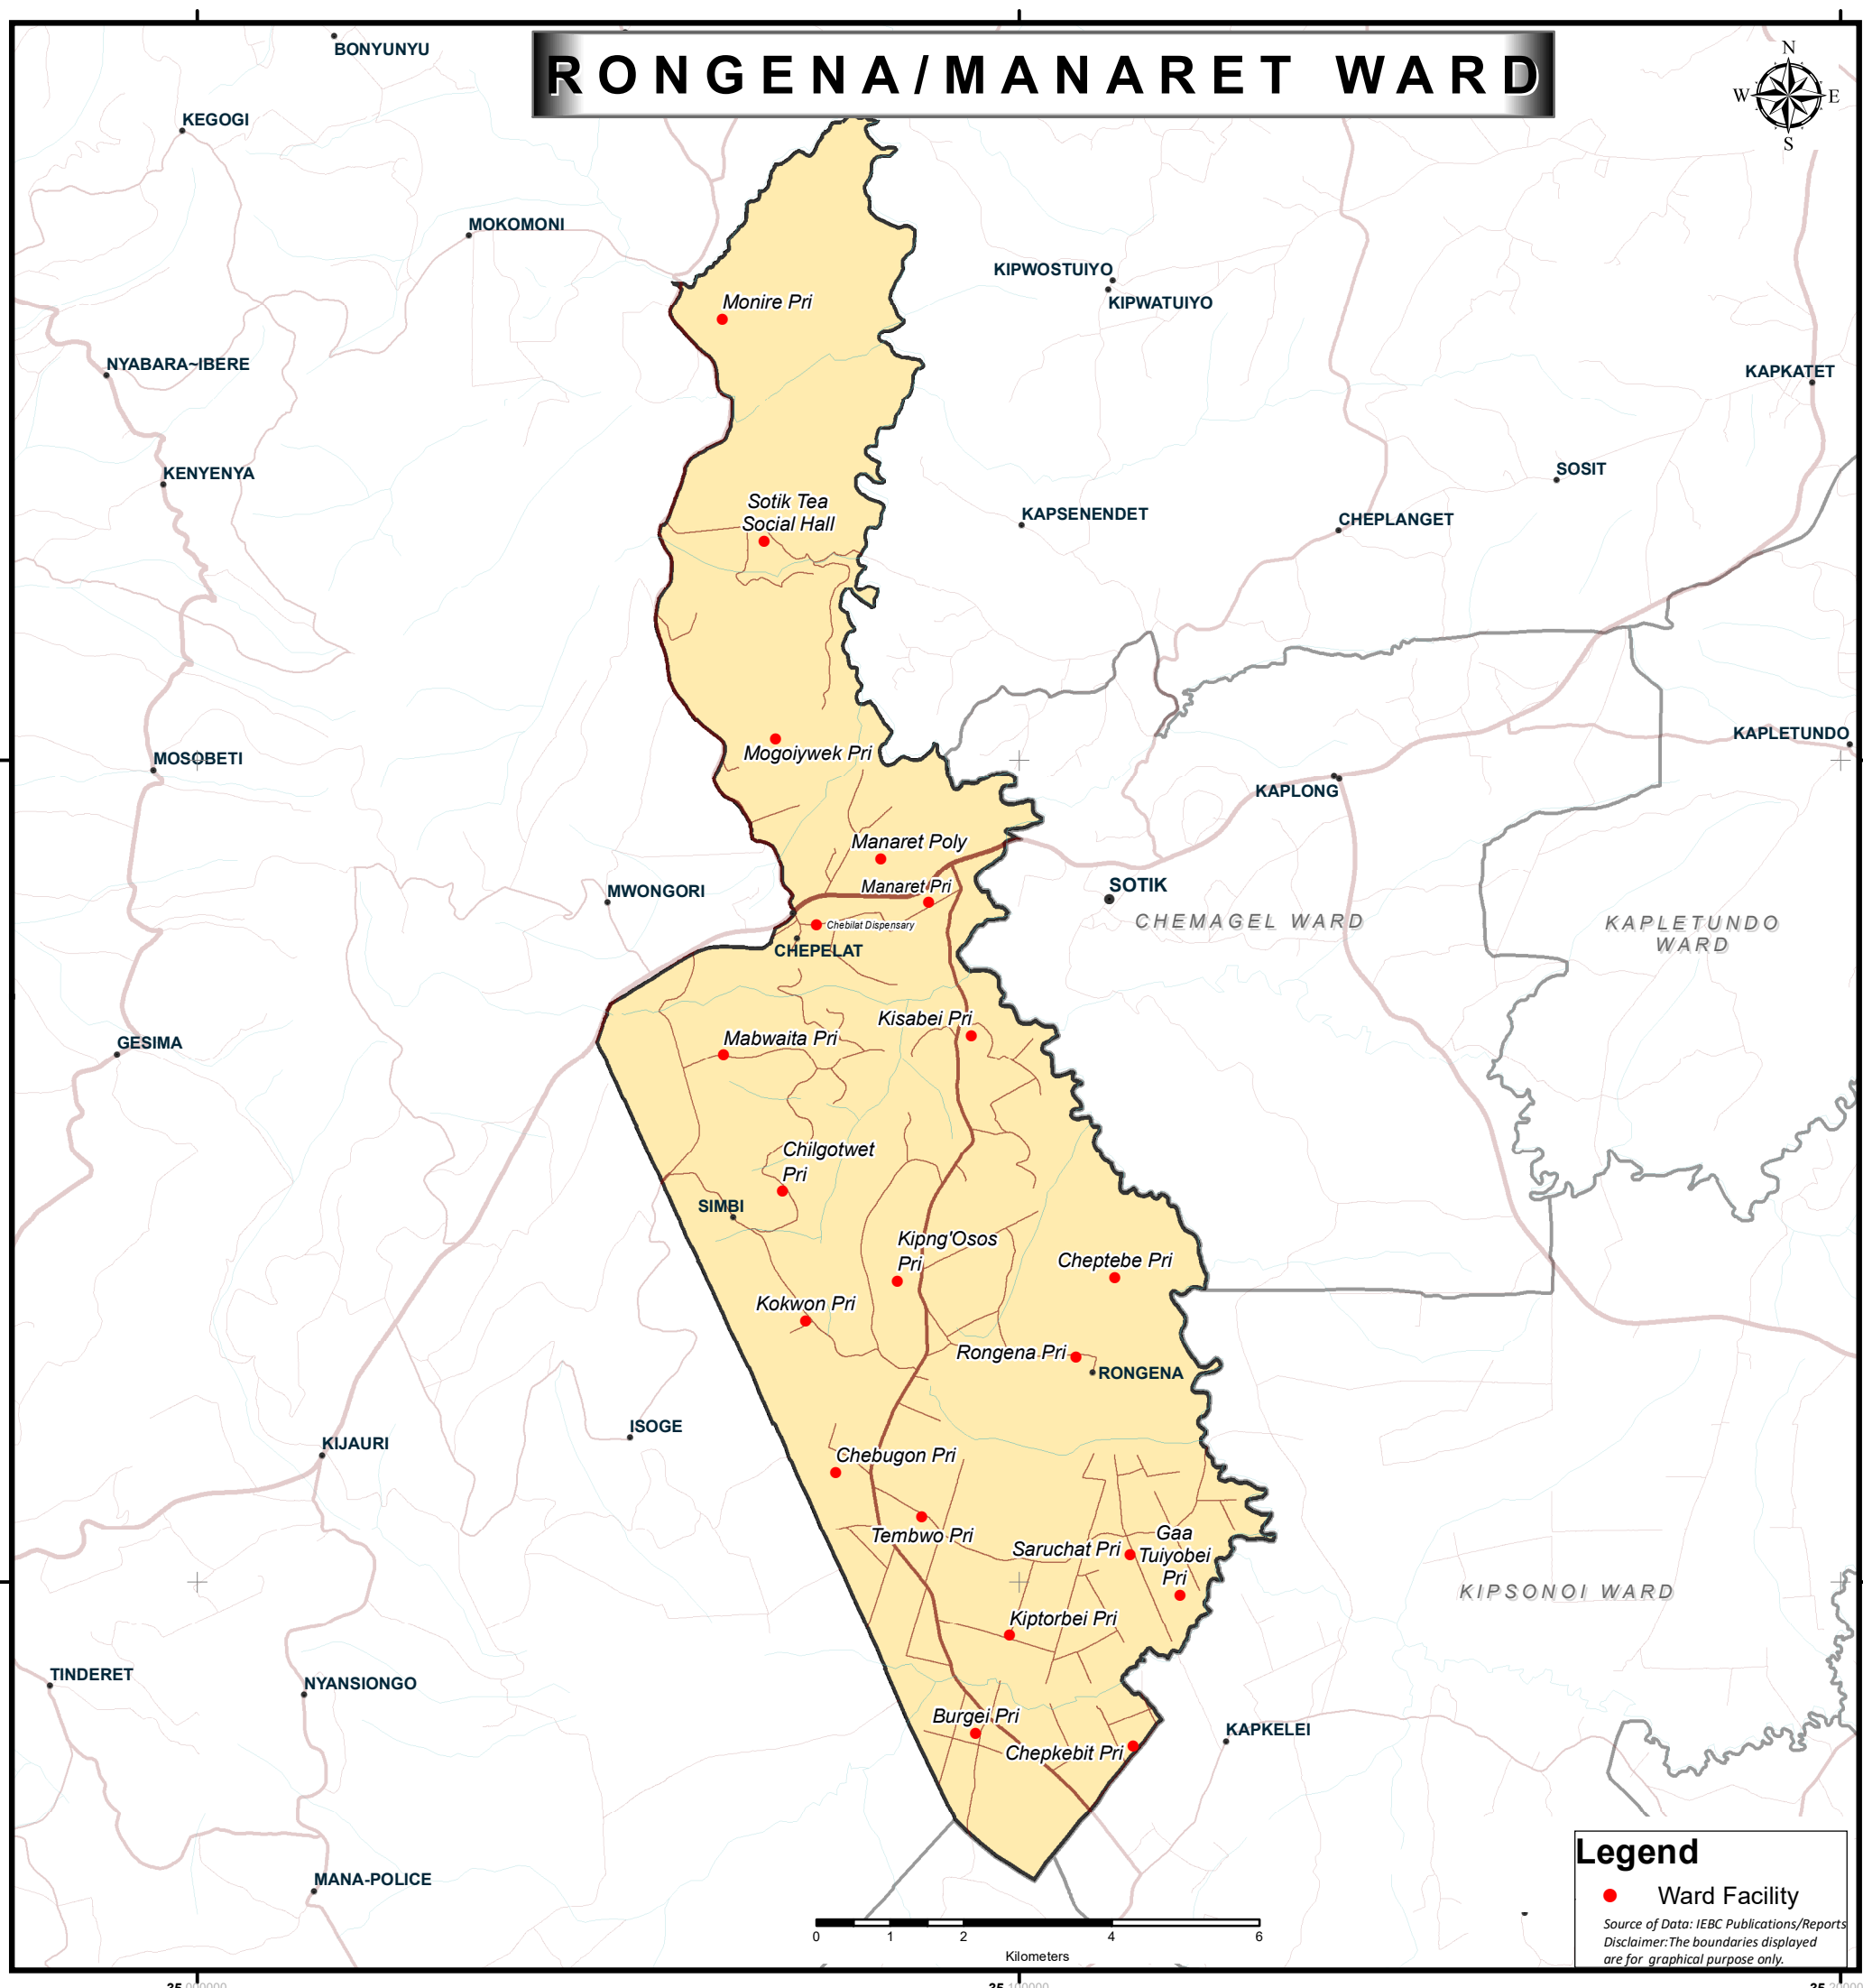 RONGENA/MANARET WARD
N
W
E
S
BONYUNYU
KEGOGI
MOKOMONI
KIPWOSTUIYO
KIPWATUIYO
Monire Pri
NYABARA~IBERE
KAPKATET
KENYENYA
SOSIT
Sotik Tea
Social Hall
KAPSENENDET
CHEPLANGET
KAPLETUNDO
Mogoiywek Pri
MOSOBETI
KAPLONG
Manaret Poly
Manaret Pri
MWONGORI
SOTIK
CHEMAGEL WARD
KAPLETUNDO
WARD
Chebilat Dispensary
CHEPELAT
Kisabei Pri
Mabwaita Pri
GESIMA
Chilgotwet
Pri
SIMBI
Kipng'Osos
Pri
Cheptebe Pri
Kokwon Pri
Rongena Pri
RONGENA
ISOGE
KIJAURI
Chebugon Pri
Tembwo Pri
Saruchat Pri
Gaa
Tuiyobei
Pri
KIPSONOI WARD
Kiptorbei Pri
TINDERET
NYANSIONGO
Burgei Pri
KAPKELEI
Chepkebit Pri
MANA-POLICE
Legend
Ward Facility
Source of Data: IEBC Publications/Reports
Disclaimer:The boundaries displayed
are for graphical purpose only.
0 1 2 4 6
Kilometers